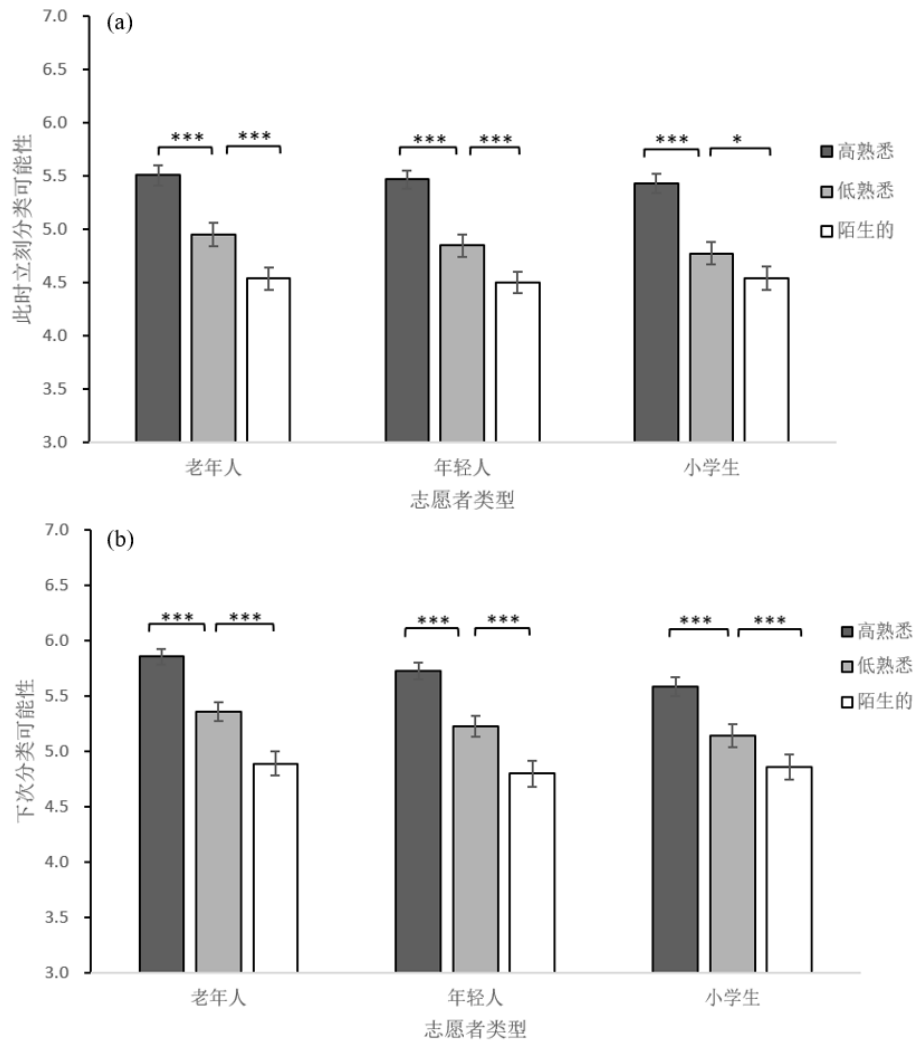 (a)
此时立刻分类可能性
7.0
6.5
6.0
5.5
5.0
4.5
4.0
3.5
3.0
*** ***
*** ***
*** *
高熟悉
低熟悉
陌生的
老年人 年轻人 小学生
志愿者类型
(b)
下次分类可能性
7.0
6.5
6.0
5.5
5.0
4.5
4.0
3.5
3.0
*** ***
*** ***
*** ***
高熟悉
低熟悉
陌生的
老年人 年轻人 小学生
志愿者类型